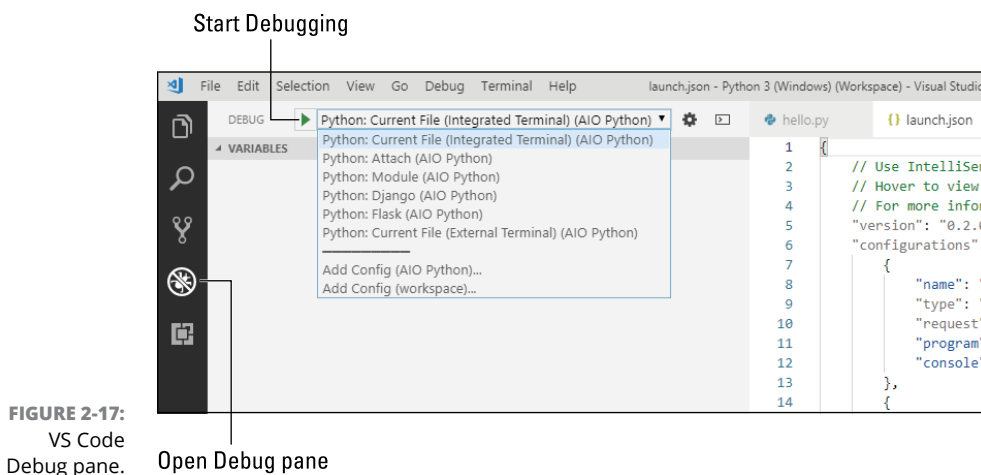 Start Debugging
File Edit Selection View Go Debug Terminal Help launch.json - Python 3 (Windows) (Workspace) - Visual Studio
DEBUG Python: Current File (Integrated Terminal) (AIO Python) hello.py {} launch.json
VARIABLES
Python: Current File (Integrated Terminal) (AIO Python)
Python: Attach (AIO Python)
Python: Module (AIO Python)
Python: Django (AIO Python)
Python: Flask (AIO Python)
Python: Current File (External Terminal) (AIO Python)
Add Config (AIO Python)...
Add Config (workspace)...
1 {
2 // Use IntelliSen
3 // Hover to view
4 // For more infor
5 "version": "0.2.0
6 "configurations"
7 {
8 "name": "
9 "type": "
10 "request"
11 "program"
12 "console"
13 },
14 {
FIGURE 2-17:
VS Code
Debug pane.
Open Debug pane